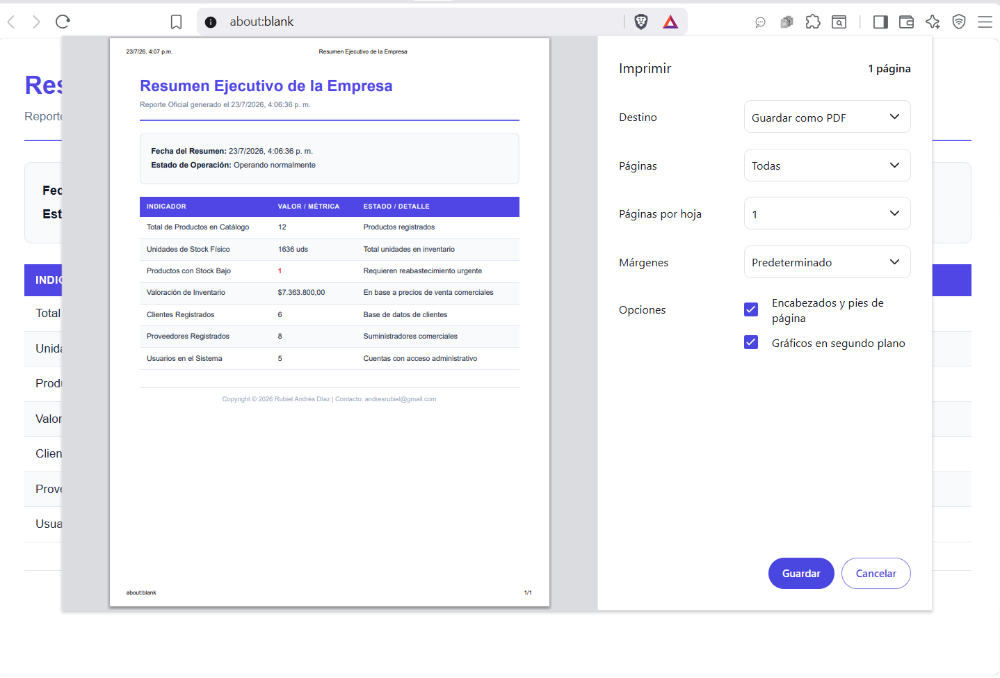 about:blank
Res
Reporte
Fec
Est
INDIC
Total
Unida
Produ
Valor
Clien
Prove
Usua
23/7/26, 4:07 p.m. Resumen Ejecutivo de la Empresa
Resumen Ejecutivo de la Empresa
Reporte Oficial generado el 23/7/2026, 4:06:36 p. m.
Fecha del Resumen: 23/7/2026, 4:06:36 p. m.
Estado de Operación: Operando normalmente
INDICADOR VALOR / MÉTRICA ESTADO / DETALLE
Total de Productos en Catálogo 12 Productos registrados
Unidades de Stock Físico 1636 uds Total unidades en inventario
Productos con Stock Bajo 1 Requieren reabastecimiento urgente
Valoración de Inventario $7.363.800,00 En base a precios de venta comerciales
Clientes Registrados 6 Base de datos de clientes
Proveedores Registrados 8 Suministradores comerciales
Usuarios en el Sistema 5 Cuentas con acceso administrativo
Copyright © 2026 Rubiel Andrés Díaz | Contacto: andresrubiel@gmail.com
about:blank 1/1
Imprimir 1 página
Destino Guardar como PDF
Páginas Todas
Páginas por hoja 1
Márgenes Predeterminado
Opciones Encabezados y pies de
página
Gráficos en segundo plano
Guardar Cancelar